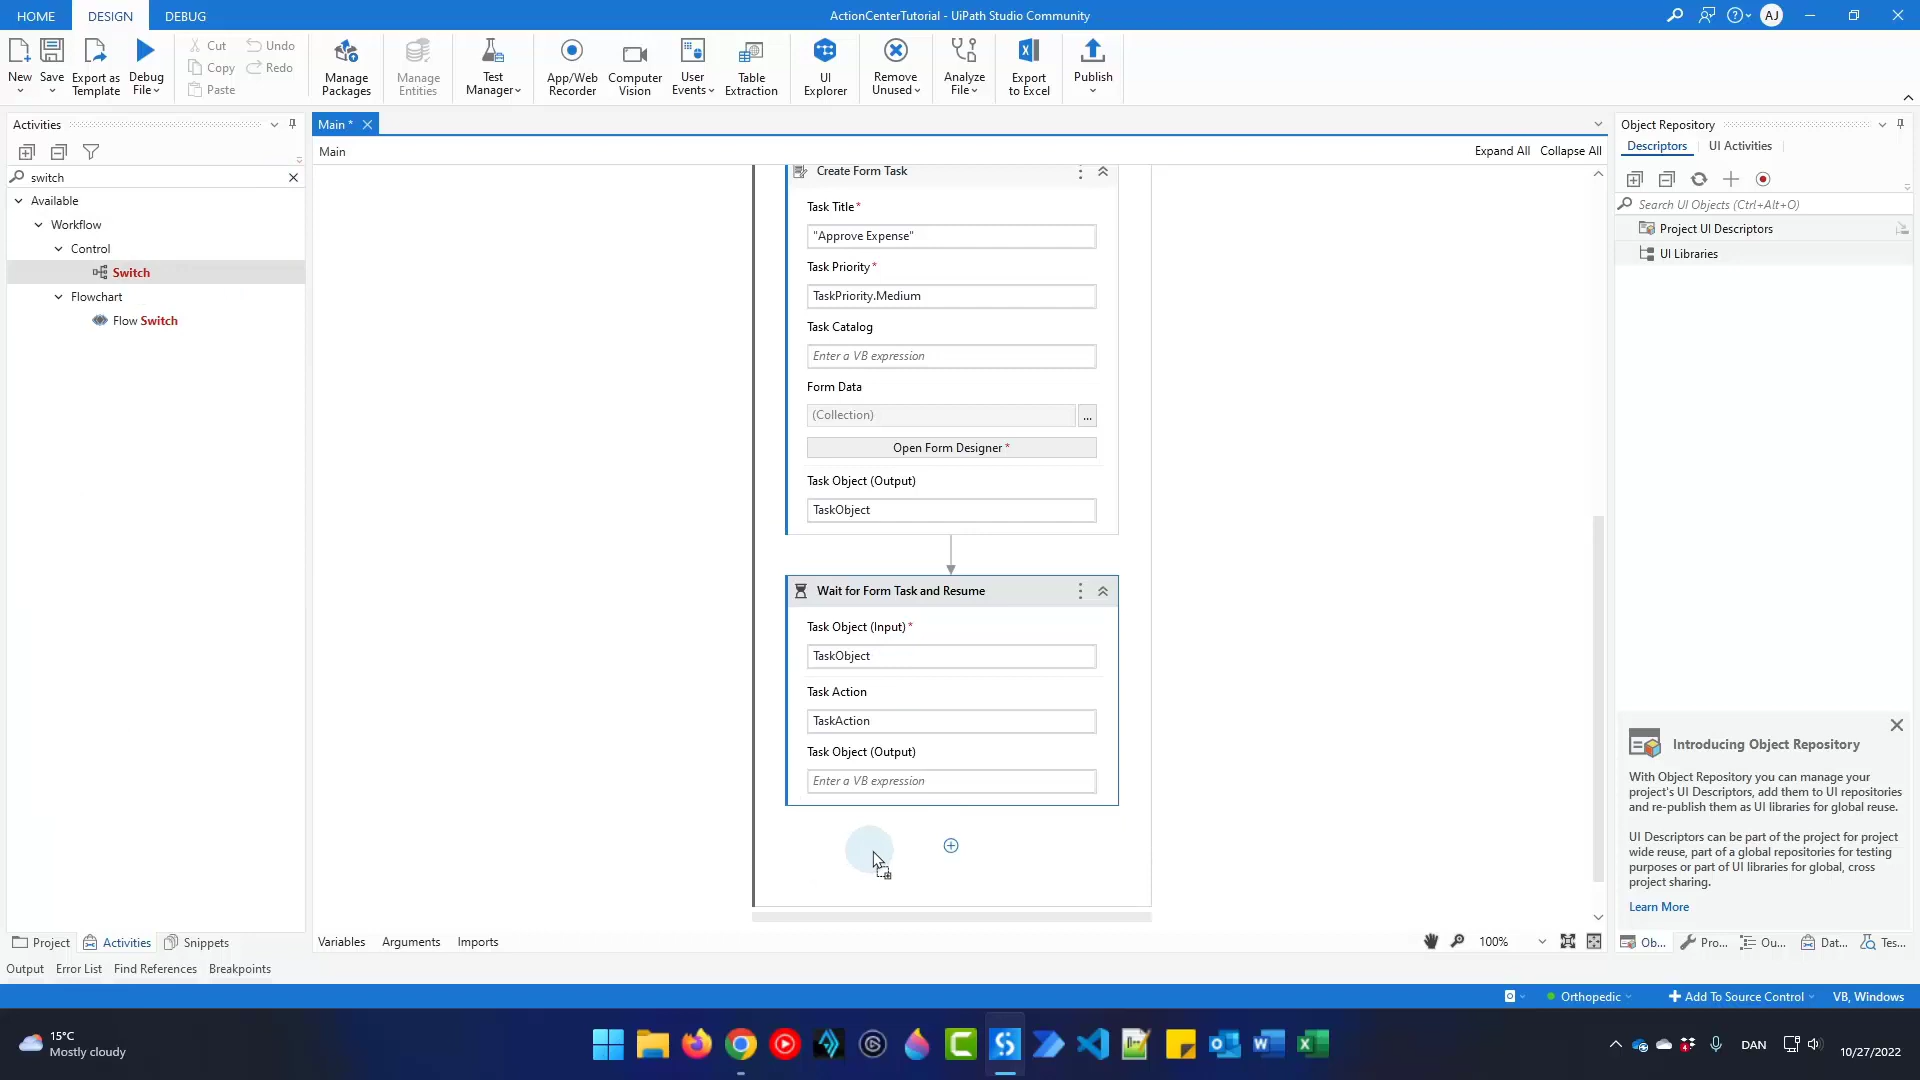 HOME
DESIGN
DEBUG
ActionCenterTutorial - UiPath Studio Community
AJ
New
Save
Export as Template
Debug File
Cut
Copy
Paste
Undo
Redo
Manage Packages
Manage Entities
Test Manager
App/Web Recorder
Computer Vision
User Events
Table Extraction
UI Explorer
Remove Unused
Analyze File
Export to Excel
Publish
Activities
switch
Available
Workflow
Control
Switch
Flowchart
Flow Switch
Main *
Main
Expand All
Collapse All
Create Form Task
Task Title*
"Approve Expense"
Task Priority*
TaskPriority.Medium
Task Catalog
Enter a VB expression
Form Data
(Collection)
...
Open Form Designer *
Task Object (Output)
TaskObject
Wait for Form Task and Resume
Task Object (Input)*
TaskObject
Task Action
TaskAction
Task Object (Output)
Enter a VB expression
Object Repository
Descriptors
UI Activities
Search UI Objects (Ctrl+Alt+O)
Project UI Descriptors
UI Libraries
Introducing Object Repository
With Object Repository you can manage your
project's UI Descriptors, add them to UI repositories
and re-publish them as UI libraries for global reuse.
UI Descriptors can be part of the project for project
wide reuse, part of a global repositories for testing
purposes or part of UI libraries for global, cross
project sharing.
Learn More
Project
Activities
Snippets
Variables
Arguments
Imports
100%
Ob...
Pro...
Ou...
Dat...
Tes...
Output
Error List
Find References
Breakpoints
Orthopedic
Add To Source Control
VB, Windows
15°C
Mostly cloudy
DAN
10/27/2022